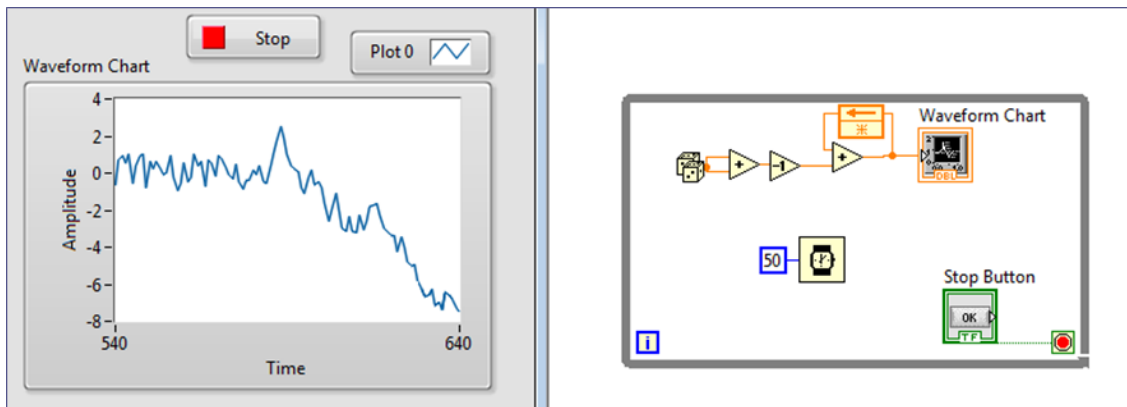 Stop
Plot 0
Waveform Chart
4
2
0
-2
-4
-6
-8
Amplitude
540
640
Time
Waveform Chart
+
-1
+
DBL
50
Stop Button
OK
TF
i